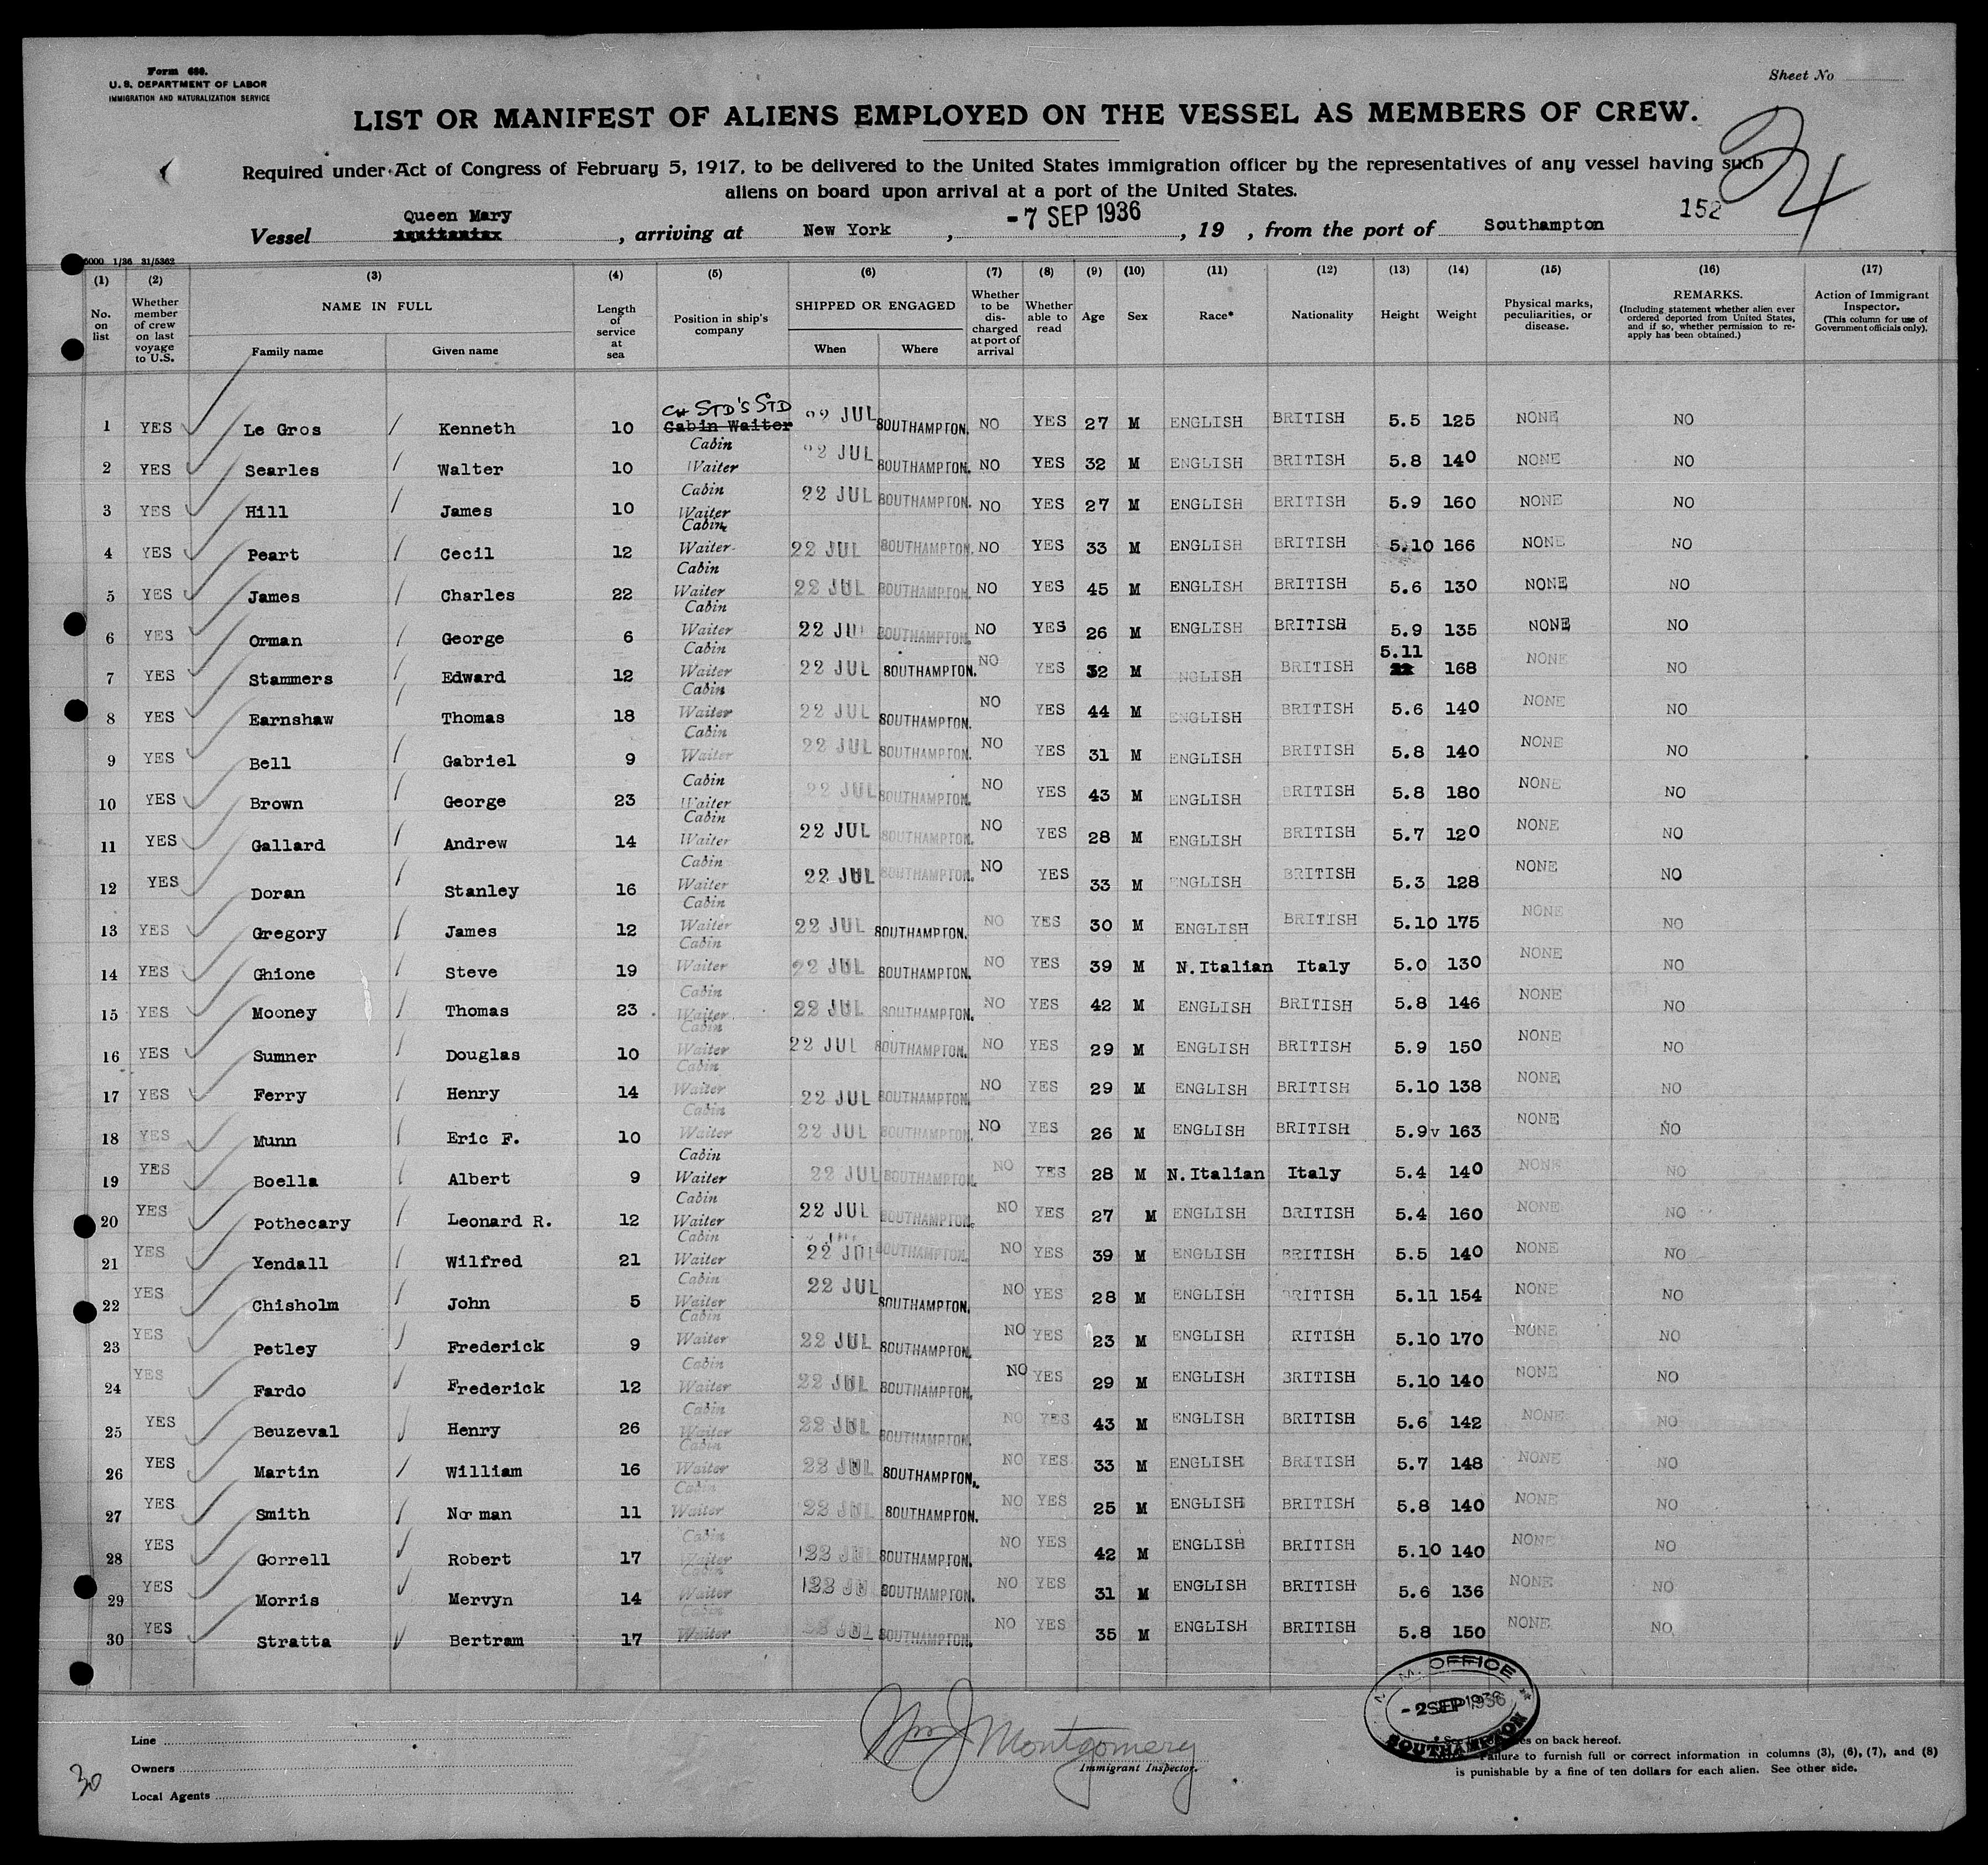 Form 680.
U. S. DEPARTMENT OF LABOR
IMMIGRATION AND NATURALIZATION SERVICE
Sheet No
LIST OR MANIFEST OF ALIENS EMPLOYED ON THE VESSEL AS MEMBERS OF CREW.
Required under Act of Congress of February 5, 1917, to be delivered to the United States immigration officer by the representatives of any vessel having such
aliens on board upon arrival at a port of the United States.
24
152
Queen Mary
Vessel Aquitania, arriving at New York, - 7 SEP 1936, 19 , from the port of Southampton
5000 1/36 31/5362
(1) (2) (3) (4) (5) (6) (7) (8) (9) (10) (11) (12) (13) (14) (15) (16) (17)
No. on list Whether member of crew on last voyage to U.S. NAME IN FULL Family name Given name Length of service at sea Position in ship's company SHIPPED OR ENGAGED When Where Whether to be discharged at port of arrival Whether able to read Age Sex Race* Nationality Height Weight Physical marks, peculiarities, or disease. REMARKS. (Including statement whether alien ever ordered deported from United States, and if so, whether permission to reapply has been obtained.) Action of Immigrant Inspector. (This column for use of Government officials only).
1 YES Le Gros Kenneth 10 CH STD'S STD Cabin Waiter 22 JUL SOUTHAMPTON. NO YES 27 M ENGLISH BRITISH 5.5 125 NONE NO
2 YES Searles Walter 10 Cabin Waiter 22 JUL SOUTHAMPTON. NO YES 32 M ENGLISH BRITISH 5.8 140 NONE NO
3 YES Hill James 10 Cabin Waiter 22 JUL SOUTHAMPTON. NO YES 27 M ENGLISH BRITISH 5.9 160 NONE NO
4 YES Peart Cecil 12 Cabin Waiter 22 JUL SOUTHAMPTON. NO YES 33 M ENGLISH BRITISH 5.10 166 NONE NO
5 YES James Charles 22 Cabin Waiter 22 JUL SOUTHAMPTON. NO YES 45 M ENGLISH BRITISH 5.6 130 NONE NO
6 YES Orman George 6 Cabin Waiter 22 JUL SOUTHAMPTON. NO YES 26 M ENGLISH BRITISH 5.9 135 NONE NO
7 YES Stammers Edward 12 Cabin Waiter 22 JUL SOUTHAMPTON. NO YES 32 M ENGLISH BRITISH 5.11 168 NONE NO
8 YES Earnshaw Thomas 18 Cabin Waiter 22 JUL SOUTHAMPTON. NO YES 44 M ENGLISH BRITISH 5.6 140 NONE NO
9 YES Bell Gabriel 9 Cabin Waiter 22 JUL SOUTHAMPTON. NO YES 31 M ENGLISH BRITISH 5.8 140 NONE NO
10 YES Brown George 23 Cabin Waiter 22 JUL SOUTHAMPTON. NO YES 43 M ENGLISH BRITISH 5.8 180 NONE NO
11 YES Gallard Andrew 14 Cabin Waiter 22 JUL SOUTHAMPTON. NO YES 28 M ENGLISH BRITISH 5.7 120 NONE NO
12 YES Doran Stanley 16 Cabin Waiter 22 JUL SOUTHAMPTON. NO YES 33 M ENGLISH BRITISH 5.3 128 NONE NO
13 YES Gregory James 12 Cabin Waiter 22 JUL SOUTHAMPTON. NO YES 30 M ENGLISH BRITISH 5.10 175 NONE NO
14 YES Ghione Steve 19 Cabin Waiter 22 JUL SOUTHAMPTON. NO YES 39 M N.Italian Italy 5.0 130 NONE NO
15 YES Mooney Thomas 23 Cabin Waiter 22 JUL SOUTHAMPTON. NO YES 42 M ENGLISH BRITISH 5.8 146 NONE NO
16 YES Sumner Douglas 10 Cabin Waiter 22 JUL SOUTHAMPTON. NO YES 29 M ENGLISH BRITISH 5.9 150 NONE NO
17 YES Ferry Henry 14 Cabin Waiter 22 JUL SOUTHAMPTON. NO YES 29 M ENGLISH BRITISH 5.10 138 NONE NO
18 YES Munn Eric F. 10 Cabin Waiter 22 JUL SOUTHAMPTON. NO YES 26 M ENGLISH BRITISH 5.9v 163 NONE NO
19 YES Boella Albert 9 Cabin Waiter 22 JUL SOUTHAMPTON. NO YES 28 M N.Italian Italy 5.4 140 NONE NO
20 YES Pothecary Leonard R. 12 Cabin Waiter 22 JUL SOUTHAMPTON. NO YES 27 M ENGLISH BRITISH 5.4 160 NONE NO
21 YES Yendall Wilfred 21 Cabin Waiter 22 JUL SOUTHAMPTON. NO YES 39 M ENGLISH BRITISH 5.5 140 NONE NO
22 YES Chisholm John 5 Cabin Waiter 22 JUL SOUTHAMPTON. NO YES 28 M ENGLISH BRITISH 5.11 154 NONE NO
23 YES Petley Frederick 9 Cabin Waiter 22 JUL SOUTHAMPTON. NO YES 23 M ENGLISH RITISH 5.10 170 NONE NO
24 YES Fardo Frederick 12 Cabin Waiter 22 JUL SOUTHAMPTON. NO YES 29 M ENGLISH BRITISH 5.10 140 NONE NO
25 YES Beuzeval Henry 26 Cabin Waiter 22 JUL SOUTHAMPTON. NO YES 43 M ENGLISH BRITISH 5.6 142 NONE NO
26 YES Martin William 16 Cabin Waiter 22 JUL SOUTHAMPTON. NO YES 33 M ENGLISH BRITISH 5.7 148 NONE NO
27 YES Smith Norman 11 Cabin Waiter 22 JUL SOUTHAMPTON. NO YES 25 M ENGLISH BRITISH 5.8 140 NONE NO
28 YES Gorrell Robert 17 Cabin Waiter 22 JUL SOUTHAMPTON. NO YES 42 M ENGLISH BRITISH 5.10 140 NONE NO
29 YES Morris Mervyn 14 Cabin Waiter 22 JUL SOUTHAMPTON. NO YES 31 M ENGLISH BRITISH 5.6 136 NONE NO
30 YES Stratta Bertram 17 Cabin Waiter 22 JUL SOUTHAMPTON. NO YES 35 M ENGLISH BRITISH 5.8 150 NONE NO
M. OFFICE
- 2 SEP 1936
SOUTHAMPTON
Line
Owners
Local Agents
30
Wm J Montgomery
Immigrant Inspector.
on back hereof.
Failure to furnish full or correct information in columns (3), (6), (7), and (8)
is punishable by a fine of ten dollars for each alien. See other side.